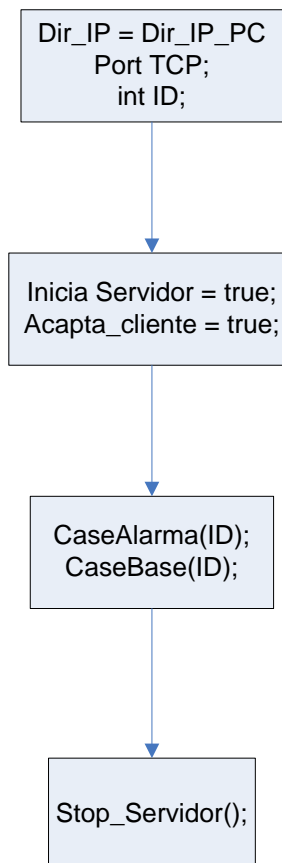 Dir_IP = Dir_IP_PC
Port TCP;
int ID;
Inicia Servidor = true;
Acapta_cliente = true;
CaseAlarma(ID);
CaseBase(ID);
Stop_Servidor();